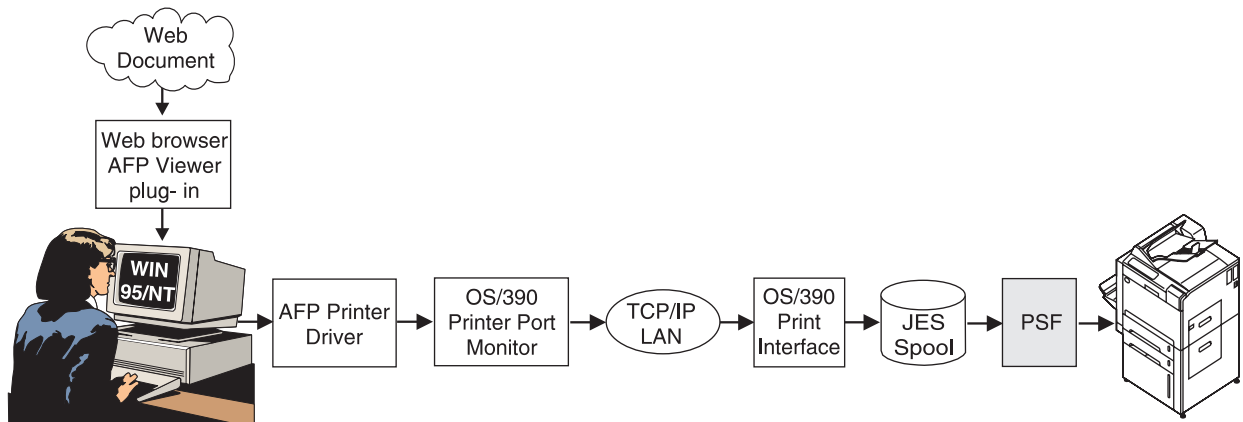 Web
Document
Web browser
AFP Viewer
plug- in
WIN
95/NT
AFP Printer
Driver
OS/390
Printer Port
Monitor
TCP/IP
LAN
OS/390
Print
Interface
JES
Spool
PSF